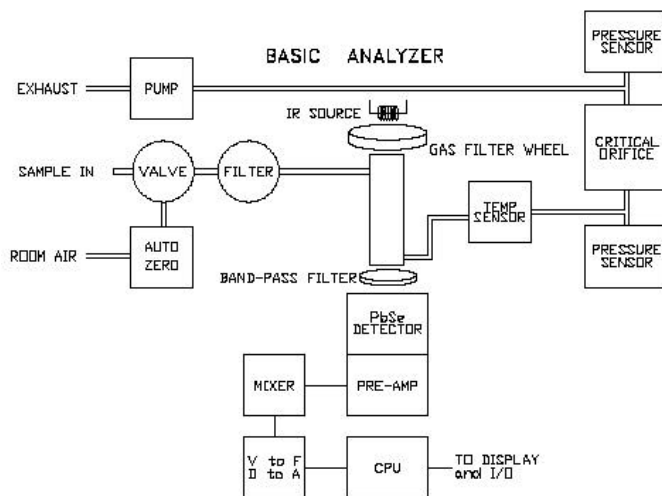 BASIC ANALYZER
PRESSURE
SENSOR
EXHAUST
PUMP
IR SOURCE
GAS FILTER WHEEL
CRITICAL
ORIFICE
SAMPLE IN
VALVE
FILTER
TEMP
SENSOR
ROOM AIR
AUTO
ZERO
PRESSURE
SENSOR
BAND-PASS FILTER
PbSe
DETECTOR
MIXER
PRE-AMP
V to F
D to A
CPU
TO DISPLAY
and I/O